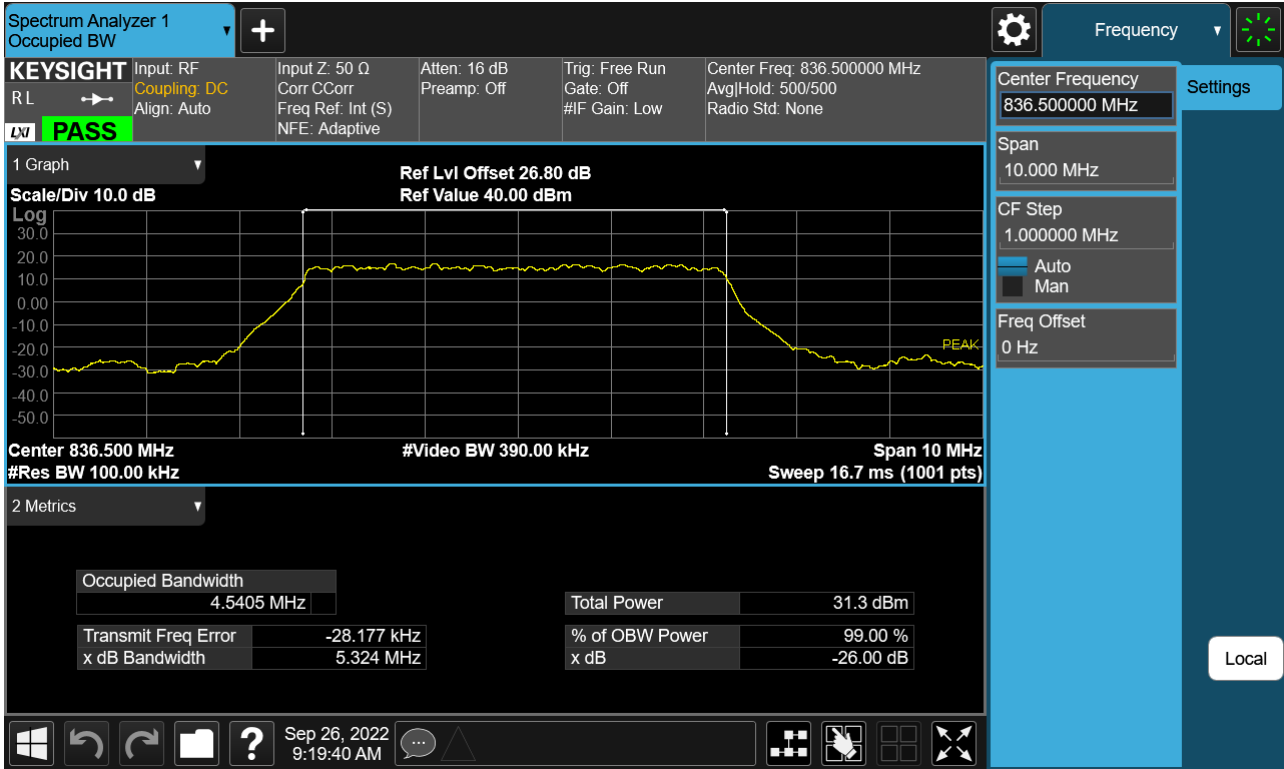 Spectrum Analyzer 1
Occupied BW
Frequency
KEYSIGHT
RL
LXI PASS
Input: RF
Coupling: DC
Align: Auto
Input Z: 50 Ω
Corr CCorr
Freq Ref: Int (S)
NFE: Adaptive
Atten: 16 dB
Preamp: Off
Trig: Free Run
Gate: Off
#IF Gain: Low
Center Freq: 836.500000 MHz
Avg|Hold: 500/500
Radio Std: None
1 Graph
Scale/Div 10.0 dB
Ref Lvl Offset 26.80 dB
Ref Value 40.00 dBm
Log
30.0
20.0
10.0
0.00
-10.0
-20.0
-30.0
-40.0
-50.0
PEAK
Center 836.500 MHz
#Video BW 390.00 kHz
Span 10 MHz
#Res BW 100.00 kHz
Sweep 16.7 ms (1001 pts)
2 Metrics
Occupied Bandwidth
4.5405 MHz
Total Power 31.3 dBm
Transmit Freq Error -28.177 kHz
% of OBW Power 99.00 %
x dB Bandwidth 5.324 MHz
x dB -26.00 dB
Center Frequency
836.500000 MHz
Span
10.000 MHz
CF Step
1.000000 MHz
Auto
Man
Freq Offset
0 Hz
Settings
Local
?
Sep 26, 2022
9:19:40 AM